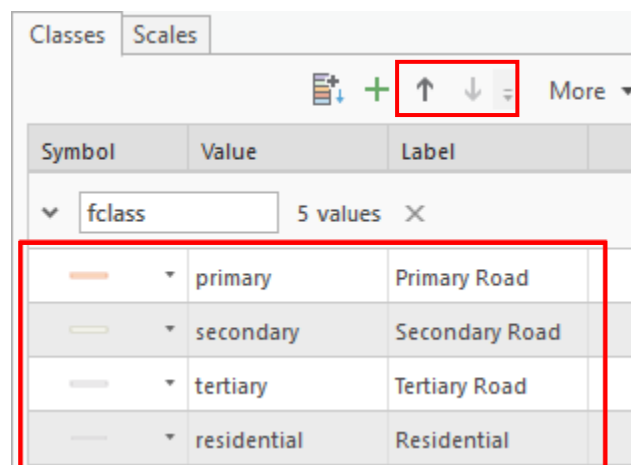 Classes Scales
More
Symbol Value Label
fclass 5 values
primary Primary Road
secondary Secondary Road
tertiary Tertiary Road
residential Residential